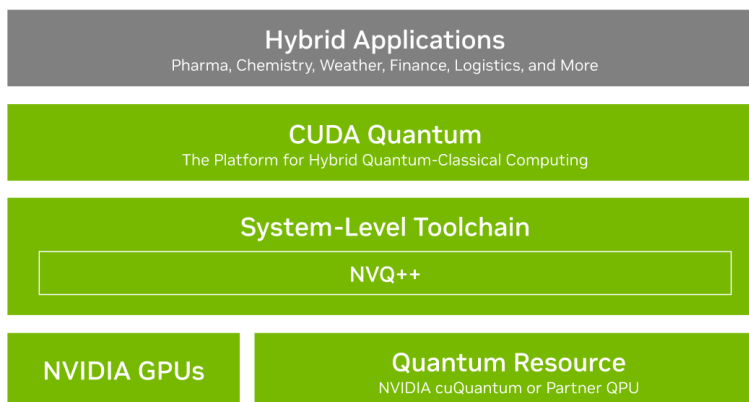 Hybrid Applications
Pharma, Chemistry, Weather, Finance, Logistics, and More
CUDA Quantum
The Platform for Hybrid Quantum-Classical Computing
System-Level Toolchain
NVQ++
NVIDIA GPUs
Quantum Resource
NVIDIA cuQuantum or Partner QPU